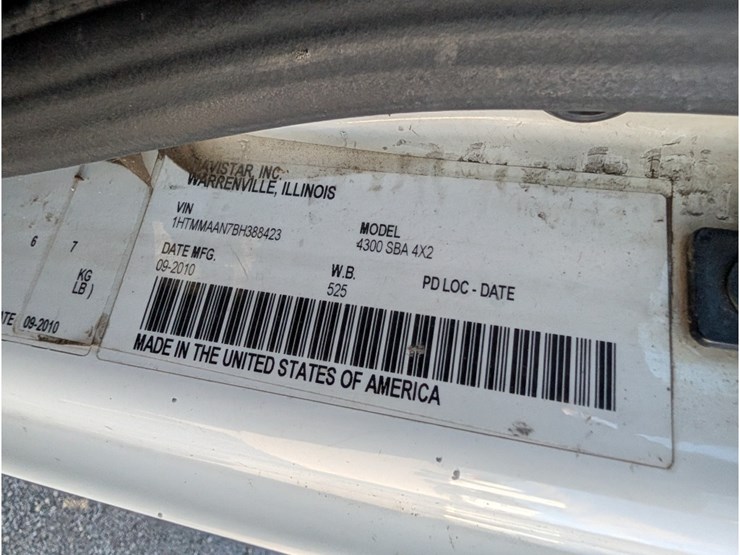 NAVISTAR, INC.
WARRENVILLE, ILLINOIS
VIN
1HTMMAAN7BH388423
MODEL
4300 SBA 4X2
DATE MFG.
09-2010
W.B.
525
PD LOC - DATE
MADE IN THE UNITED STATES OF AMERICA
6 7
KG
LB)
TE 09-2010